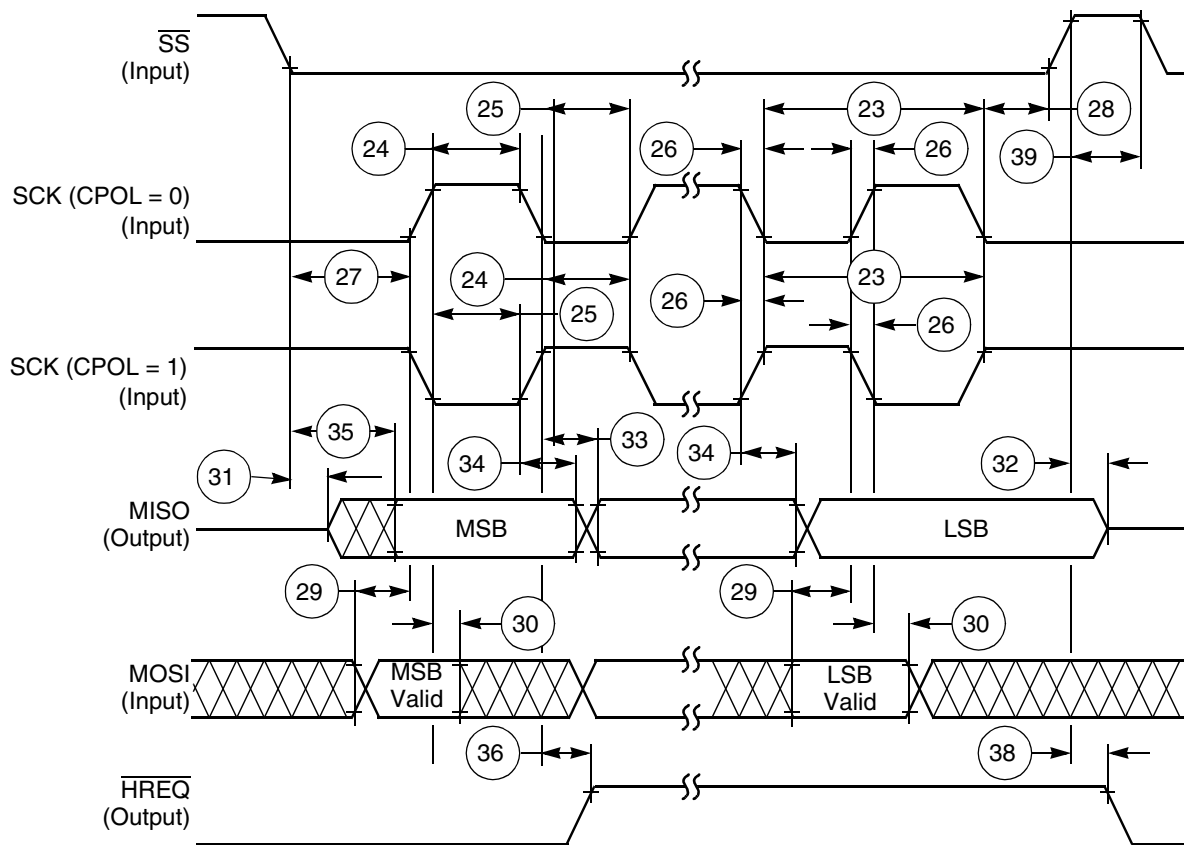 SS
(Input)
25
23
28
24
26
26
39
SCK (CPOL = 0)
(Input)
27
24
23
26
25
26
SCK (CPOL = 1)
(Input)
35
33
34
34
31
32
MISO
(Output)
MSB
LSB
29
29
30
30
MOSI
(Input)
MSB
Valid
LSB
Valid
36
38
HREQ
(Output)